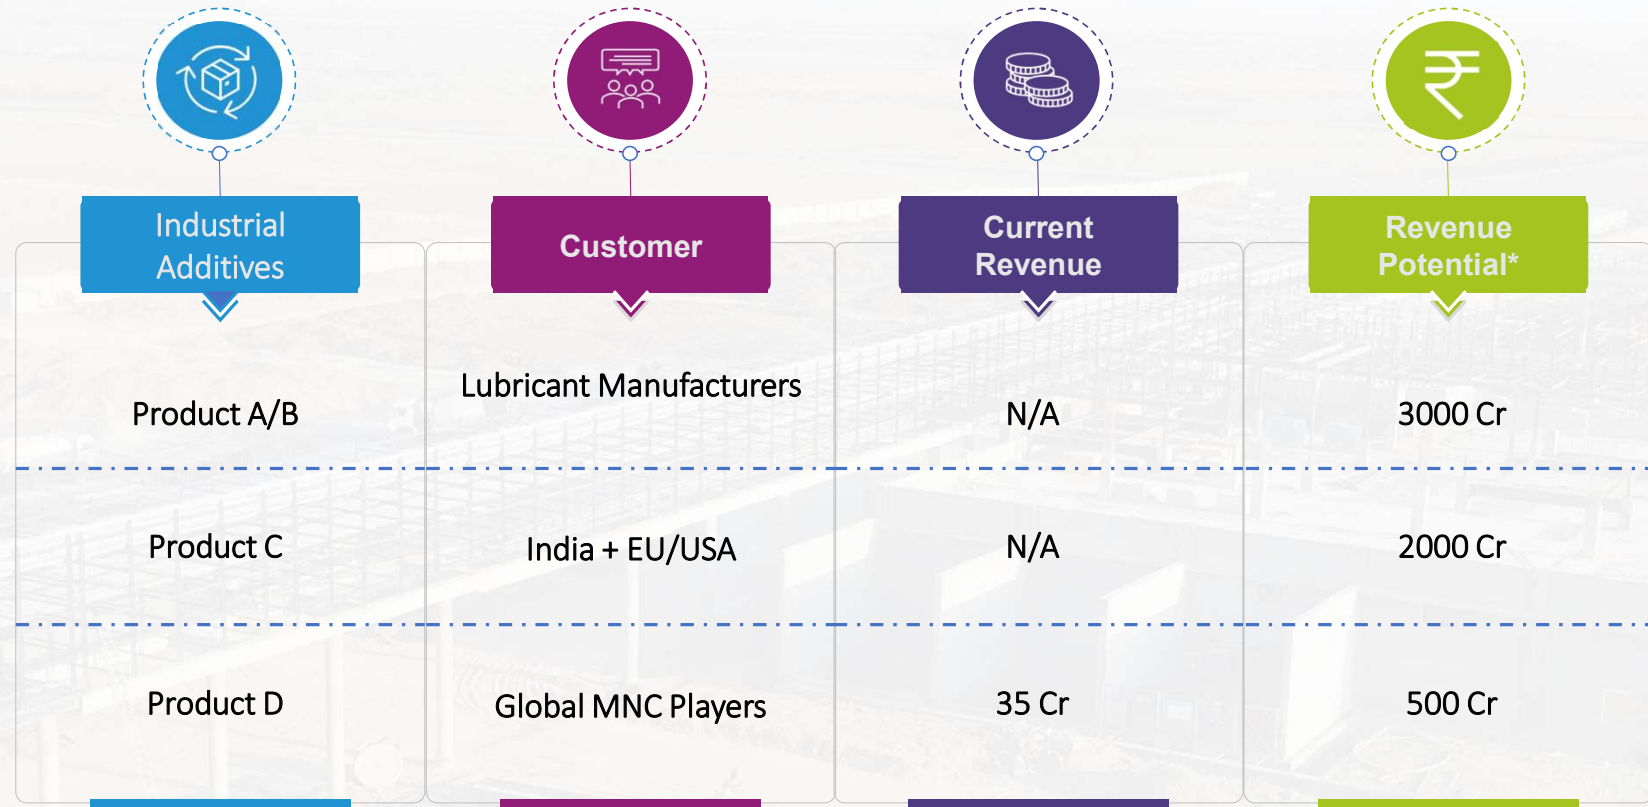 Industrial
Additives
Customer
Current
Revenue
Revenue
Potential*
Product A/B
Lubricant Manufacturers
N/A
3000 Cr
Product C
India + EU/USA
N/A
2000 Cr
Product D
Global MNC Players
35 Cr
500 Cr